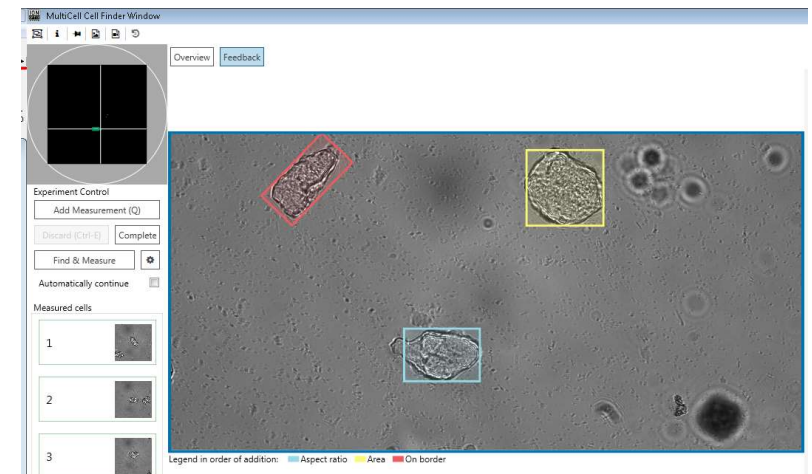 MultiCell Cell Finder Window
Overview
Feedback
Experiment Control
Add Measurement (Q)
Discard (Ctrl-E)
Complete
Find & Measure
Automatically continue
Measured cells
1
2
3
Legend in order of addition: Aspect ratio Area On border